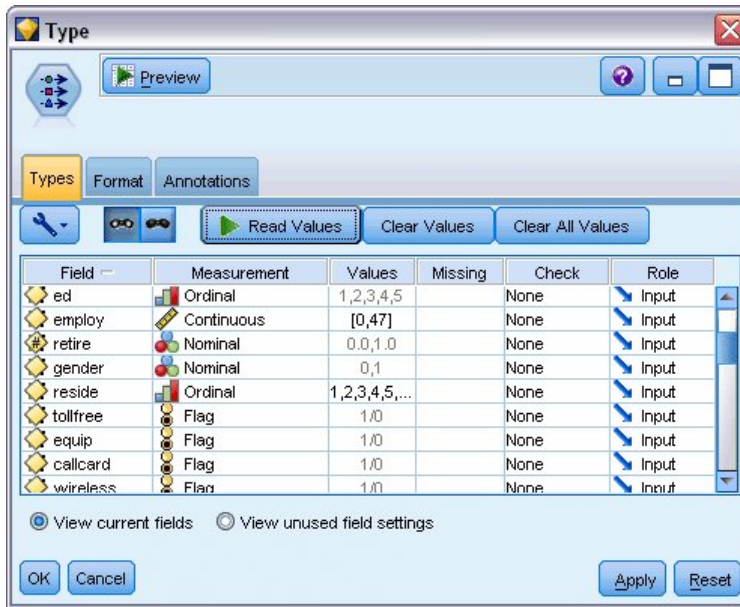 Type
Preview
Types Format Annotations
Read Values Clear Values Clear All Values
Field Measurement Values Missing Check Role
ed Ordinal 1,2,3,4,5 None Input
employ Continuous [0,47] None Input
retire Nominal 0.0,1.0 None Input
gender Nominal 0,1 None Input
reside Ordinal 1,2,3,4,5,... None Input
tollfree Flag 1/0 None Input
equip Flag 1/0 None Input
callcard Flag 1/0 None Input
wireless Flag 1/0 None Input
View current fields View unused field settings
OK Cancel Apply Reset